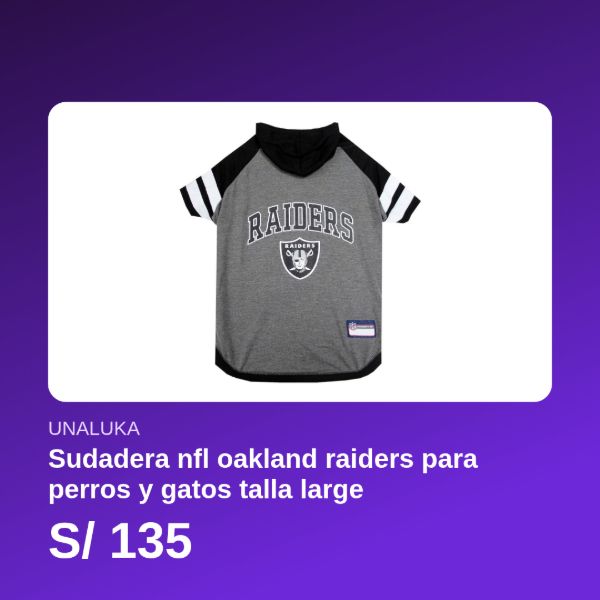 RAIDERS
RAIDERS
UNALUKA
Sudadera nfl oakland raiders para
perros y gatos talla large
S/ 135